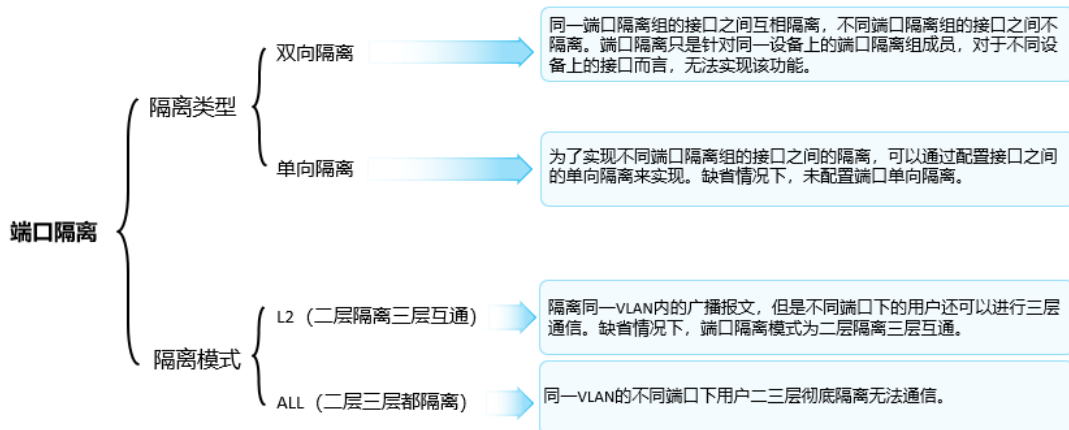 端口隔离
隔离类型
双向隔离
同一端口隔离组的接口之间互相隔离，不同端口隔离组的接口之间不
隔离。端口隔离只是针对同一设备上的端口隔离组成员，对于不同设
备上的接口而言，无法实现该功能。
单向隔离
为了实现不同端口隔离组的接口之间的隔离，可以通过配置接口之间
的单向隔离来实现。缺省情况下，未配置端口单向隔离。
隔离模式
L2（二层隔离三层互通）
隔离同一VLAN内的广播报文，但是不同端口下的用户还可以进行三层
通信。缺省情况下，端口隔离模式为二层隔离三层互通。
ALL（二层三层都隔离）
同一VLAN的不同端口下用户二三层彻底隔离无法通信。